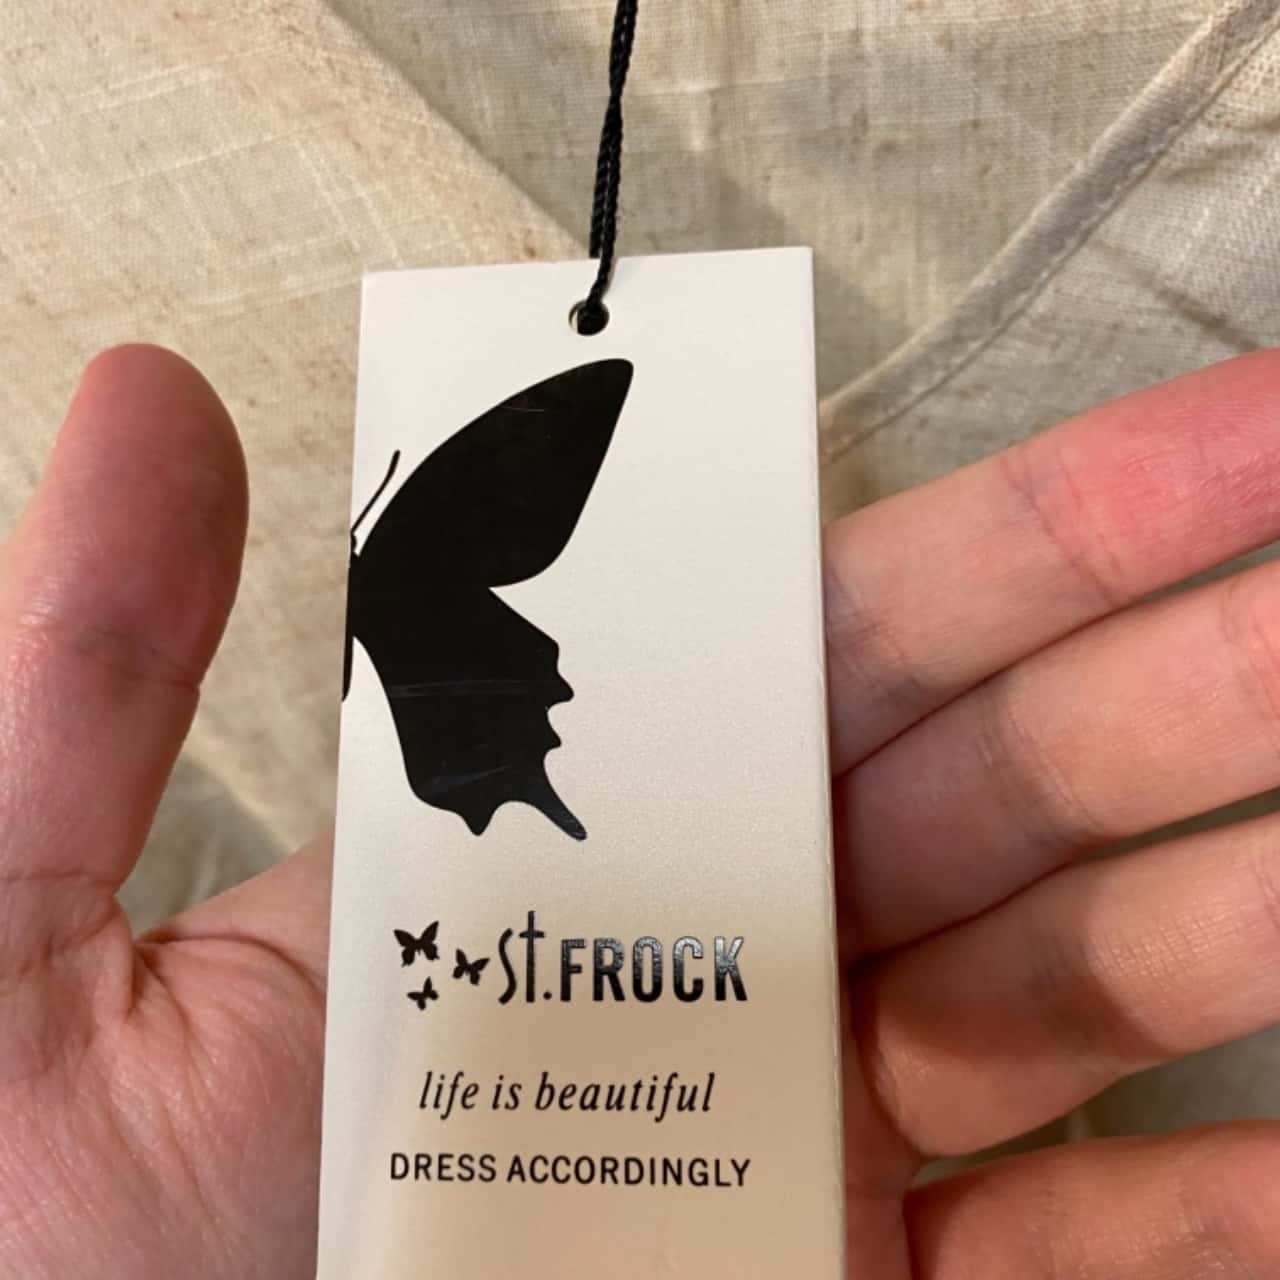 St.FROCK
life is beautiful
DRESS ACCORDINGLY